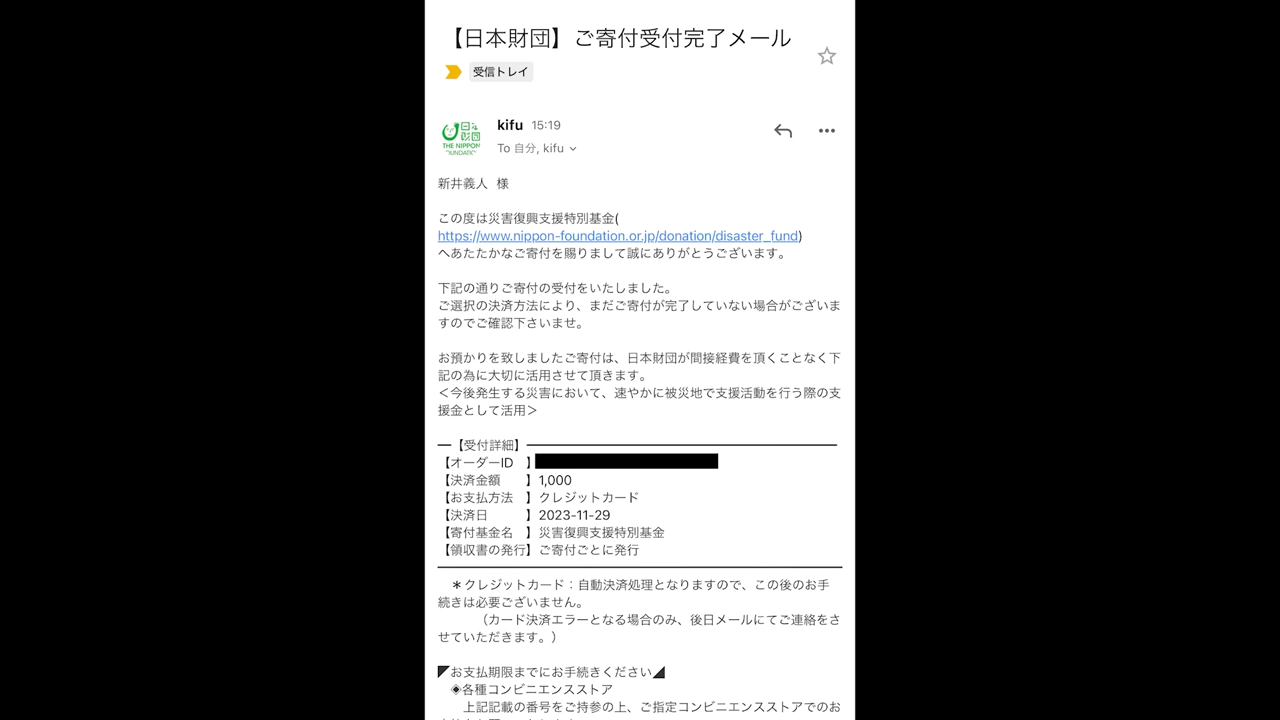 【日本財団】ご寄付受付完了メール
受信トレイ
日本財団
THE NIPPON
kifu 15:19
To 自分, kifu
新井義人 様
この度は災害復興支援特別基金(
https://www.nippon-foundation.or.jp/donation/disaster_fund)
へあたたかなご寄付を賜りまして誠にありがとうございます。
下記の通りご寄付の受付をいたしました。
ご選択の決済方法により、まだご寄付が完了していない場合がございま
すのでご確認下さいませ。
お預かりを致しましたご寄付は、日本財団が間接経費を頂くことなく下
記の為に大切に活用させて頂きます。
＜今後発生する災害において、速やかに被災地で支援活動を行う際の支
援金として活用＞
―【受付詳細】―
【オーダーID 】
【決済金額 】1,000
【お支払方法 】クレジットカード
【決済日 】2023-11-29
【寄付基金名 】災害復興支援特別基金
【領収書の発行】ご寄付ごとに発行
＊クレジットカード：自動決済処理となりますので、この後のお手
続きは必要ございません。
（カード決済エラーとなる場合のみ、後日メールにてご連絡をさ
せていただきます。）
◤お支払期限までにお手続きください◢
◈各種コンビニエンスストア
上記記載の番号をご持参の上、ご指定コンビニエンスストアでのお